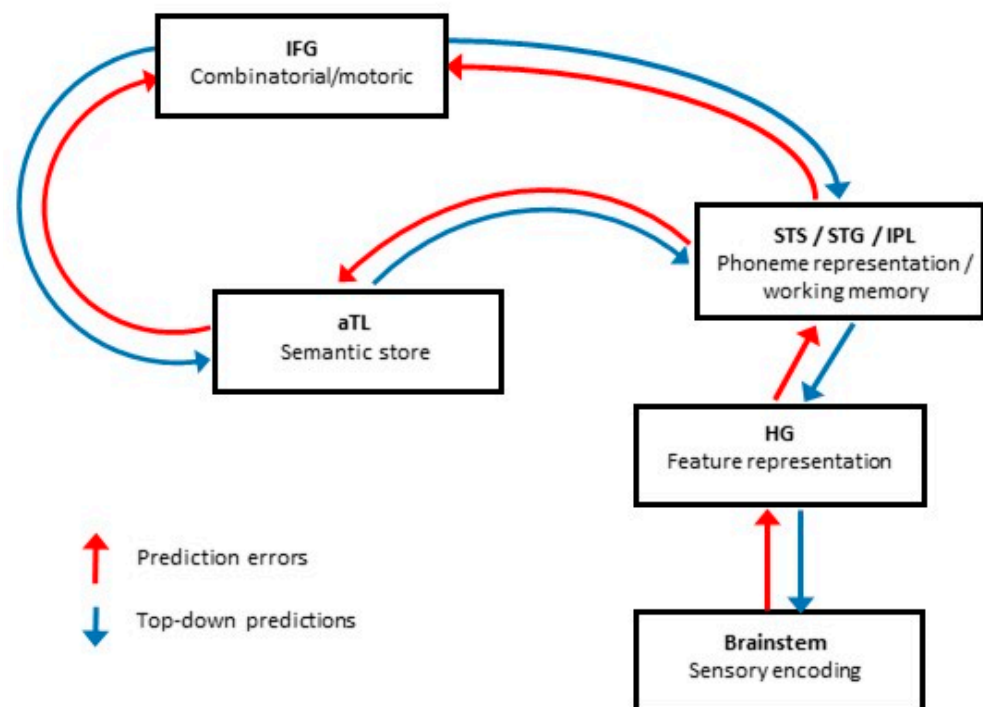 IFG
Combinatorial/motoric
STS / STG / IPL
Phoneme representation /
working memory
aTL
Semantic store
HG
Feature representation
Prediction errors
Top-down predictions
Brainstem
Sensory encoding